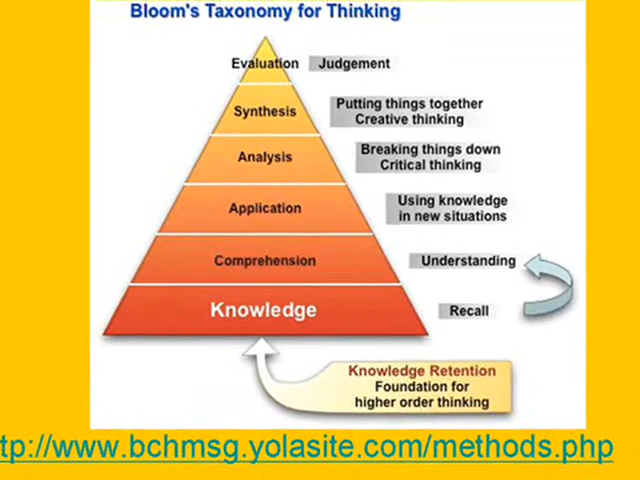 Bloom's Taxonomy for Thinking
Evaluation Judgement
Synthesis Putting things together
Creative thinking
Analysis Breaking things down
Critical thinking
Application Using knowledge
in new situations
Comprehension Understanding
Knowledge Recall
Knowledge Retention
Foundation for
higher order thinking
tp://www.bchmsg.yolasite.com/methods.php